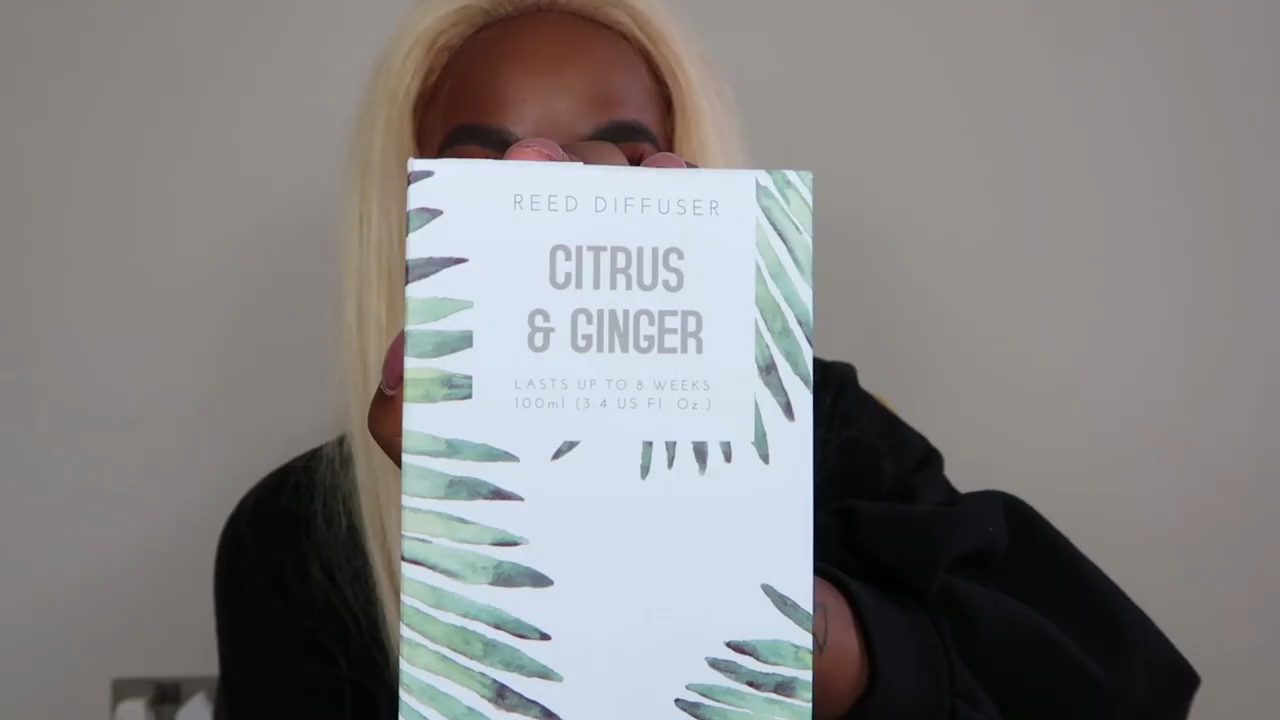 REED DIFFUSER
CITRUS
& GINGER
LASTS UP TO 8 WEEKS
100ml (3.4 US Fl. Oz.)